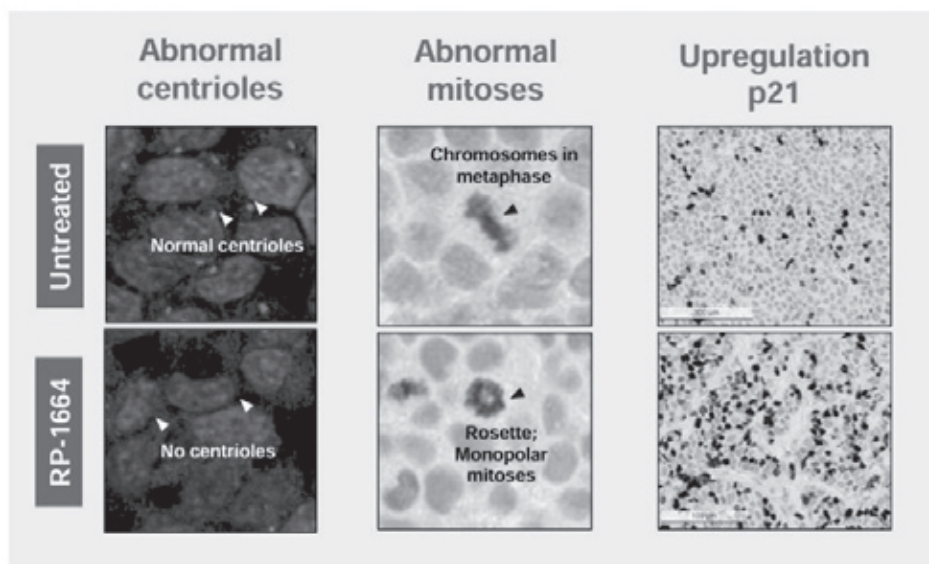 Abnormal
centrioles
Abnormal
mitoses
Upregulation
p21
Untreated
Normal centrioles
Chromosomes in
metaphase
RP-1664
No centrioles
Rosette;
Monopolar
mitoses